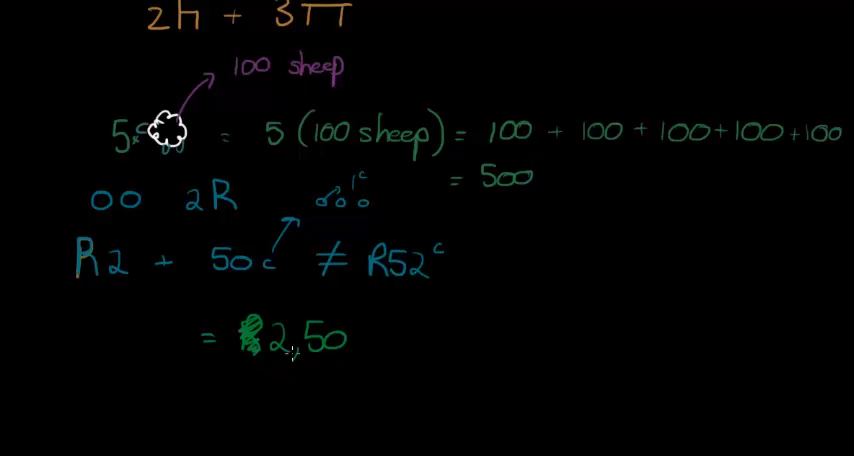 2h + 3π
100 sheep
5 = 5 (100 sheep) = 100 + 100 + 100 + 100 + 100
= 500
00 2R 1c
R2 + 50c ≠ R52c
= 2,50